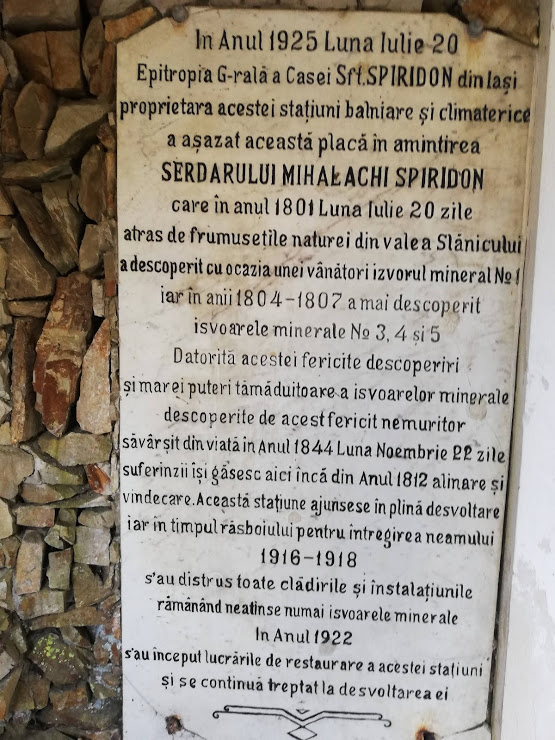 In Anul 1925 Luna Iulie 20
Epitropia G-rală a Casei Sft. SPIRIDON din Iași
proprietara acestei stațiuni balniare și climaterice
a așazat această placă in amintirea
SERDARULUI MIHALACHI SPIRIDON
care în anul 1801 Luna Iulie 20 zile
atras de frumusețile naturei din valea Slănicului
a descoperit cu ocazia unei vânători izvorul mineral No 1
iar în anii 1804-1807 a mai descoperit
isvoarele minerale No 3, 4 și 5
Datorită acestei fericite descoperiri
și marei puteri tămăduitoare a isvoarelor minerale
descoperite de acest fericit nemuritor
săvârșit din viată în Anul 1844 Luna Noembrie 22 zile
suferinzii își găsesc aici încă din Anul 1812 alinare și
vindecare. Această stațiune ajunsese în plină desvoltare
iar în timpul răsboiului pentru întregirea neamului
1916-1918
s'au distrus toate clădirile și instalațiunile
rămânând neatinse numai isvoarele minerale
In Anul 1922
s'au început lucrările de restaurare a acestei stațiuni
și se continuă treptat la desvoltarea ei